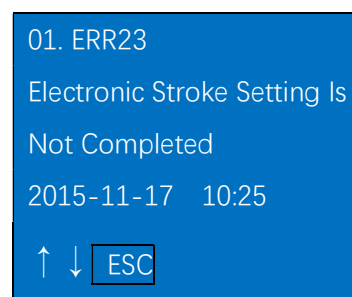 01. ERR23
Electronic Stroke Setting Is
Not Completed
2015-11-17 10:25
↑ ↓ ESC